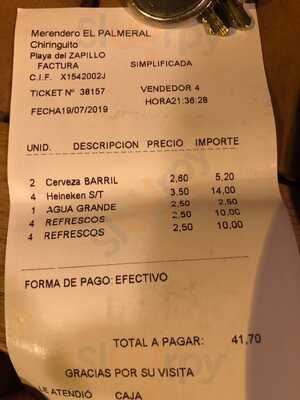 Merendero EL PALMERAL
Chiringuito
Playa del ZAPILLO
FACTURA SIMPLIFICADA
C.I.F. X1542002J
TICKET Nº 38157 VENDEDOR 4
FECHA19/07/2019 HORA21:36:28
UNID. DESCRIPCION PRECIO IMPORTE
2 Cerveza BARRIL 2,60 5,20
4 Heineken S/T 3,50 14,00
1 AGUA GRANDE 2,50 2,50
4 REFRESCOS 2,50 10,00
4 REFRESCOS 2,50 10,00
FORMA DE PAGO: EFECTIVO
TOTAL A PAGAR: 41,70
GRACIAS POR SU VISITA
LE ATENDIÓ CAJA